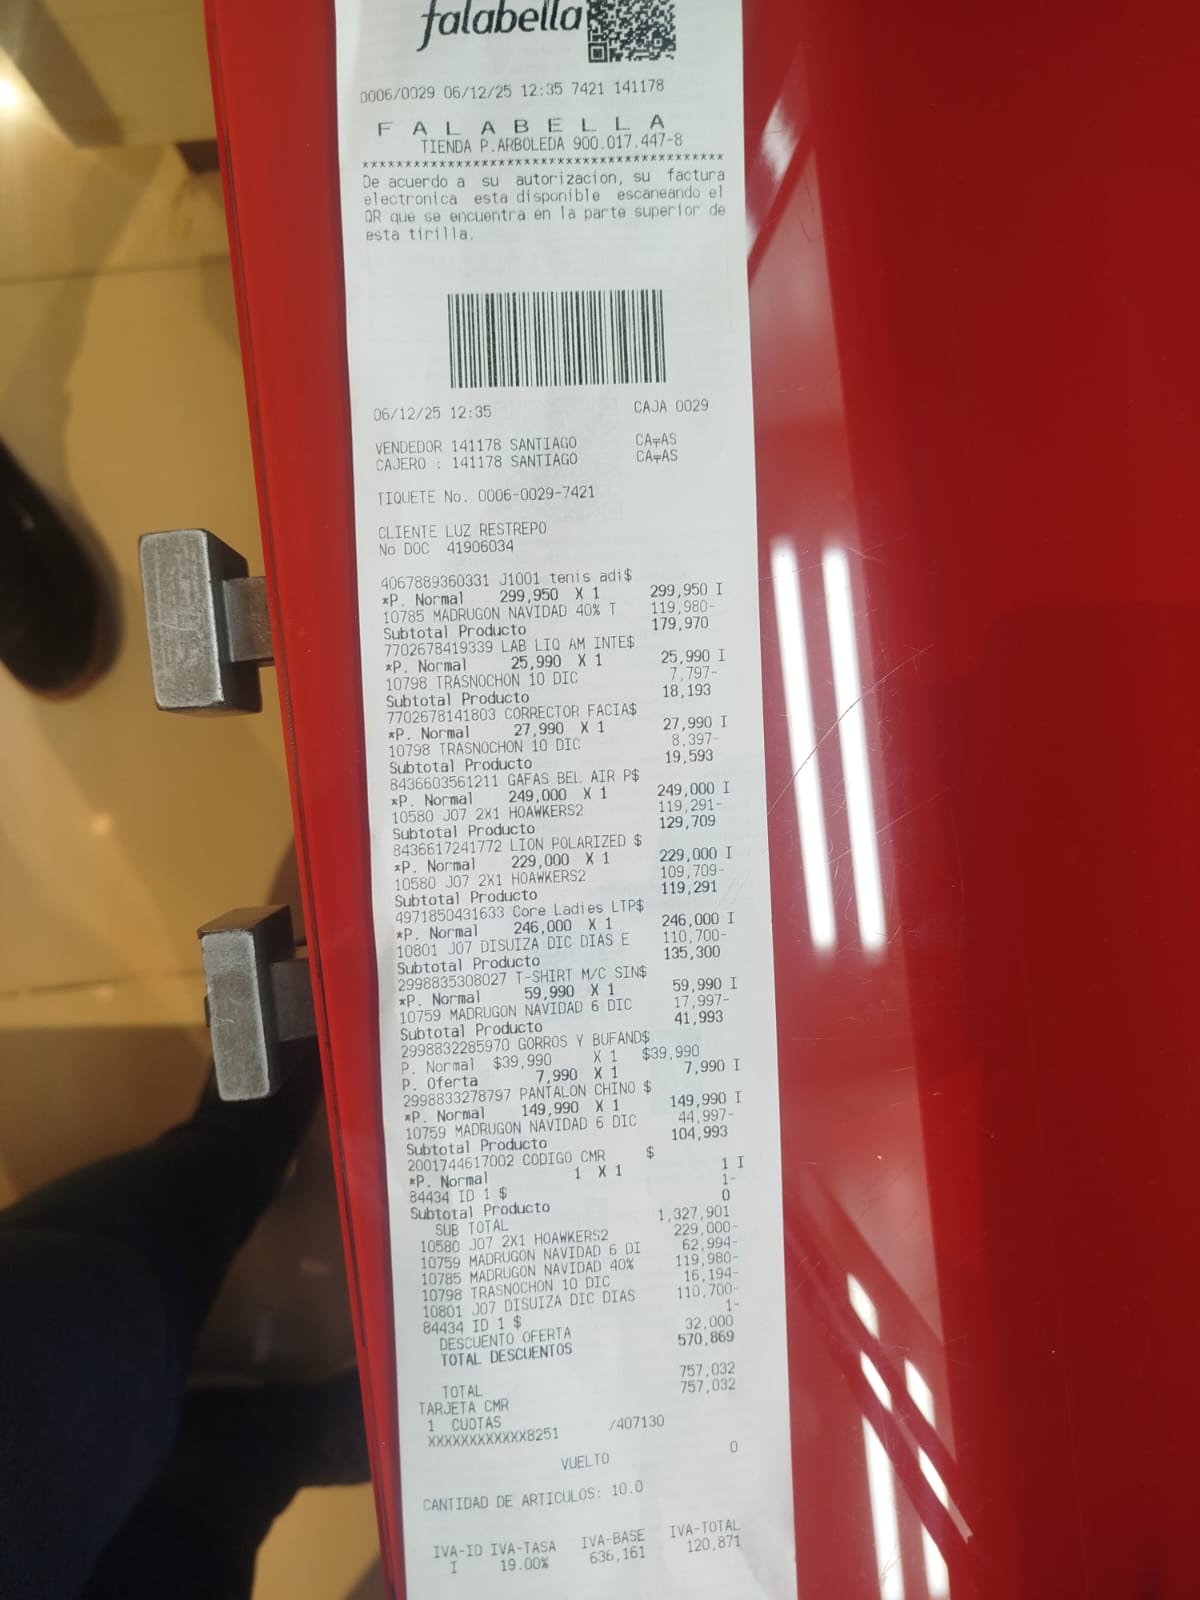 falabella
0006/0029 06/12/25 12:35 7421 141178
F A L A B E L L A
TIENDA P.ARBOLEDA 900.017.447-8
******************************************
De acuerdo a su autorizacion, su factura
electronica esta disponible escaneando el
QR que se encuentra en la parte superior de
esta tirilla.
06/12/25 12:35 CAJA 0029
VENDEDOR 141178 SANTIAGO CA╤AS
CAJERO : 141178 SANTIAGO CA╤AS
TIQUETE No. 0006-0029-7421
CLIENTE LUZ RESTREPO
No DOC 41906034
4067889360331 J1001 tenis adi$
*P. Normal 299,950 X 1 299,950 I
10785 MADRUGON NAVIDAD 40% T 119,980-
Subtotal Producto 179,970
7702678419339 LAB LIQ AM INTE$
*P. Normal 25,990 X 1 25,990 I
10798 TRASNOCHON 10 DIC 7,797-
Subtotal Producto 18,193
7702678141803 CORRECTOR FACIA$
*P. Normal 27,990 X 1 27,990 I
10798 TRASNOCHON 10 DIC 8,397-
Subtotal Producto 19,593
8436603561211 GAFAS BEL AIR P$
*P. Normal 249,000 X 1 249,000 I
10580 J07 2X1 HOAWKERS2 119,291-
Subtotal Producto 129,709
8436617241772 LION POLARIZED $
*P. Normal 229,000 X 1 229,000 I
10580 J07 2X1 HOAWKERS2 109,709-
Subtotal Producto 119,291
4971850431633 Core Ladies LTP$
*P. Normal 246,000 X 1 246,000 I
10801 J07 DISUIZA DIC DIAS E 110,700-
Subtotal Producto 135,300
2998835308027 T-SHIRT M/C SIN$
*P. Normal 59,990 X 1 59,990 I
10759 MADRUGON NAVIDAD 6 DIC 17,997-
Subtotal Producto 41,993
2998832285970 GORROS Y BUFAND$
P. Normal $39,990 X 1 $39,990
P. Oferta 7,990 X 1 7,990 I
2998833278797 PANTALON CHINO $
*P. Normal 149,990 X 1 149,990 I
10759 MADRUGON NAVIDAD 6 DIC 44,997-
Subtotal Producto 104,993
2001744617002 CODIGO CMR $
*P. Normal 1 X 1 1 I
84434 ID 1 $ 1-
Subtotal Producto 0
SUB TOTAL 1,327,901
10580 J07 2X1 HOAWKERS2 229,000-
10759 MADRUGON NAVIDAD 6 DI 62,994-
10785 MADRUGON NAVIDAD 40% 119,980-
10798 TRASNOCHON 10 DIC 16,194-
10801 J07 DISUIZA DIC DIAS 110,700-
84434 ID 1 $ 1-
DESCUENTO OFERTA 32,000
TOTAL DESCUENTOS 570,869
TOTAL 757,032
TARJETA CMR 757,032
1 CUOTAS
XXXXXXXXXXXX8251 /407130
VUELTO 0
CANTIDAD DE ARTICULOS: 10.0
IVA-ID IVA-TASA IVA-BASE IVA-TOTAL
I 19.00% 636,161 120,871